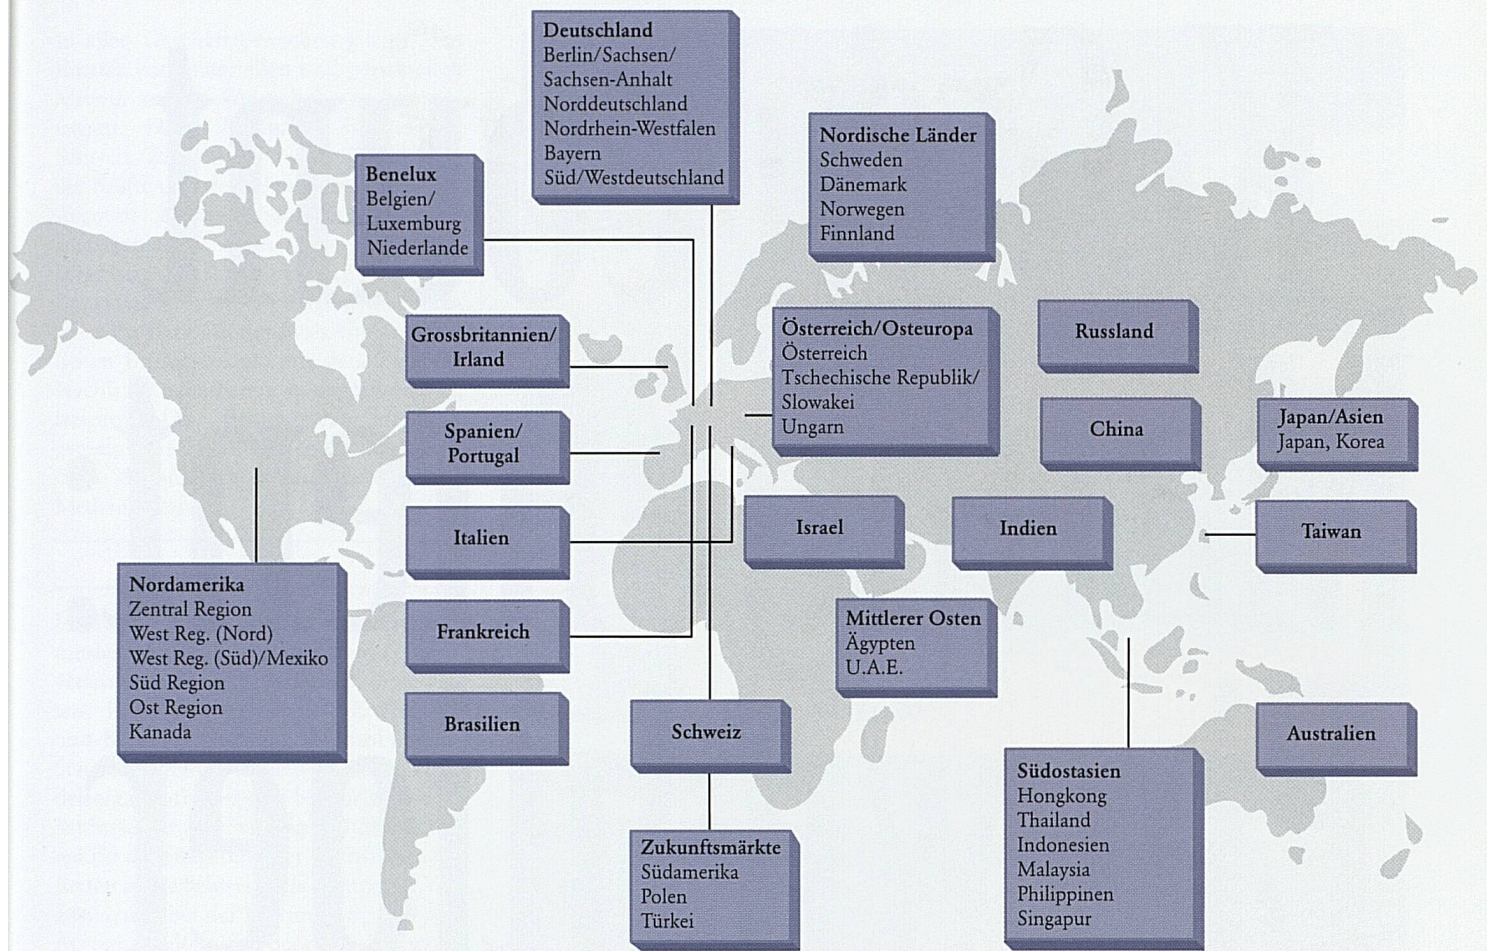 Deutschland
Berlin/Sachsen/
Sachsen-Anhalt
Norddeutschland
Nordrhein-Westfalen
Bayern
Süd/Westdeutschland
Nordische Länder
Schweden
Dänemark
Norwegen
Finnland
Benelux
Belgien/
Luxemburg
Niederlande
Grossbritannien/
Irland
Österreich/Osteuropa
Österreich
Tschechische Republik/
Slowakei
Ungarn
Russland
Spanien/
Portugal
China
Japan/Asien
Japan, Korea
Italien
Israel
Indien
Taiwan
Nordamerika
Zentral Region
West Reg. (Nord)
West Reg. (Süd)/Mexiko
Süd Region
Ost Region
Kanada
Frankreich
Mittlerer Osten
Ägypten
U.A.E.
Brasilien
Schweiz
Australien
Südostasien
Hongkong
Thailand
Indonesien
Malaysia
Philippinen
Singapur
Zukunftsmärkte
Südamerika
Polen
Türkei